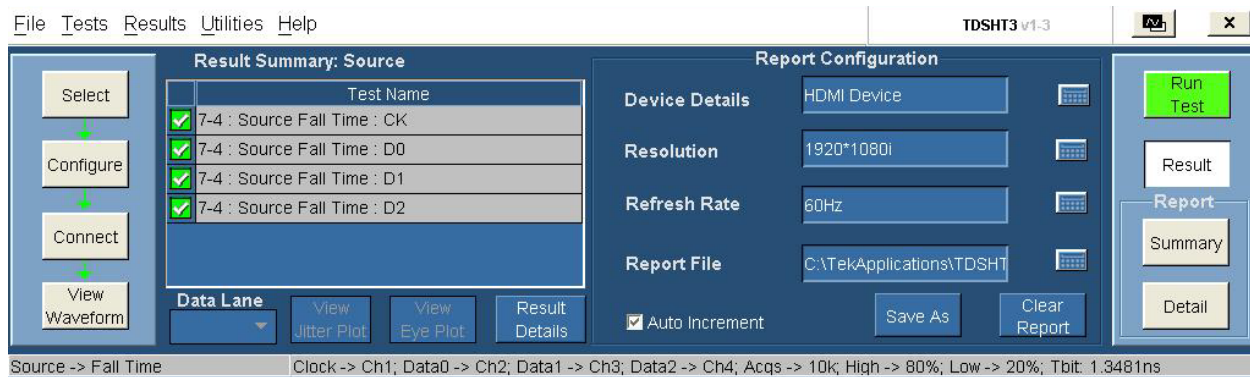 File Tests Results Utilities Help
TDSHT3 v1-3
x
Select
Configure
Connect
View
Waveform
Result Summary: Source
Test Name
7-4 : Source Fall Time : CK
7-4 : Source Fall Time : D0
7-4 : Source Fall Time : D1
7-4 : Source Fall Time : D2
Data Lane
View
Jitter Plot
View
Eye Plot
Result
Details
Report Configuration
Device Details
HDMI Device
Resolution
1920*1080i
Refresh Rate
60Hz
Report File
C:\TekApplications\TDSHT
Auto Increment
Save As
Clear
Report
Run
Test
Result
Report
Summary
Detail
Source -> Fall Time
Clock -> Ch1; Data0 -> Ch2; Data1 -> Ch3; Data2 -> Ch4; Acqs -> 10k; High -> 80%; Low -> 20%; Tbit: 1.3481ns